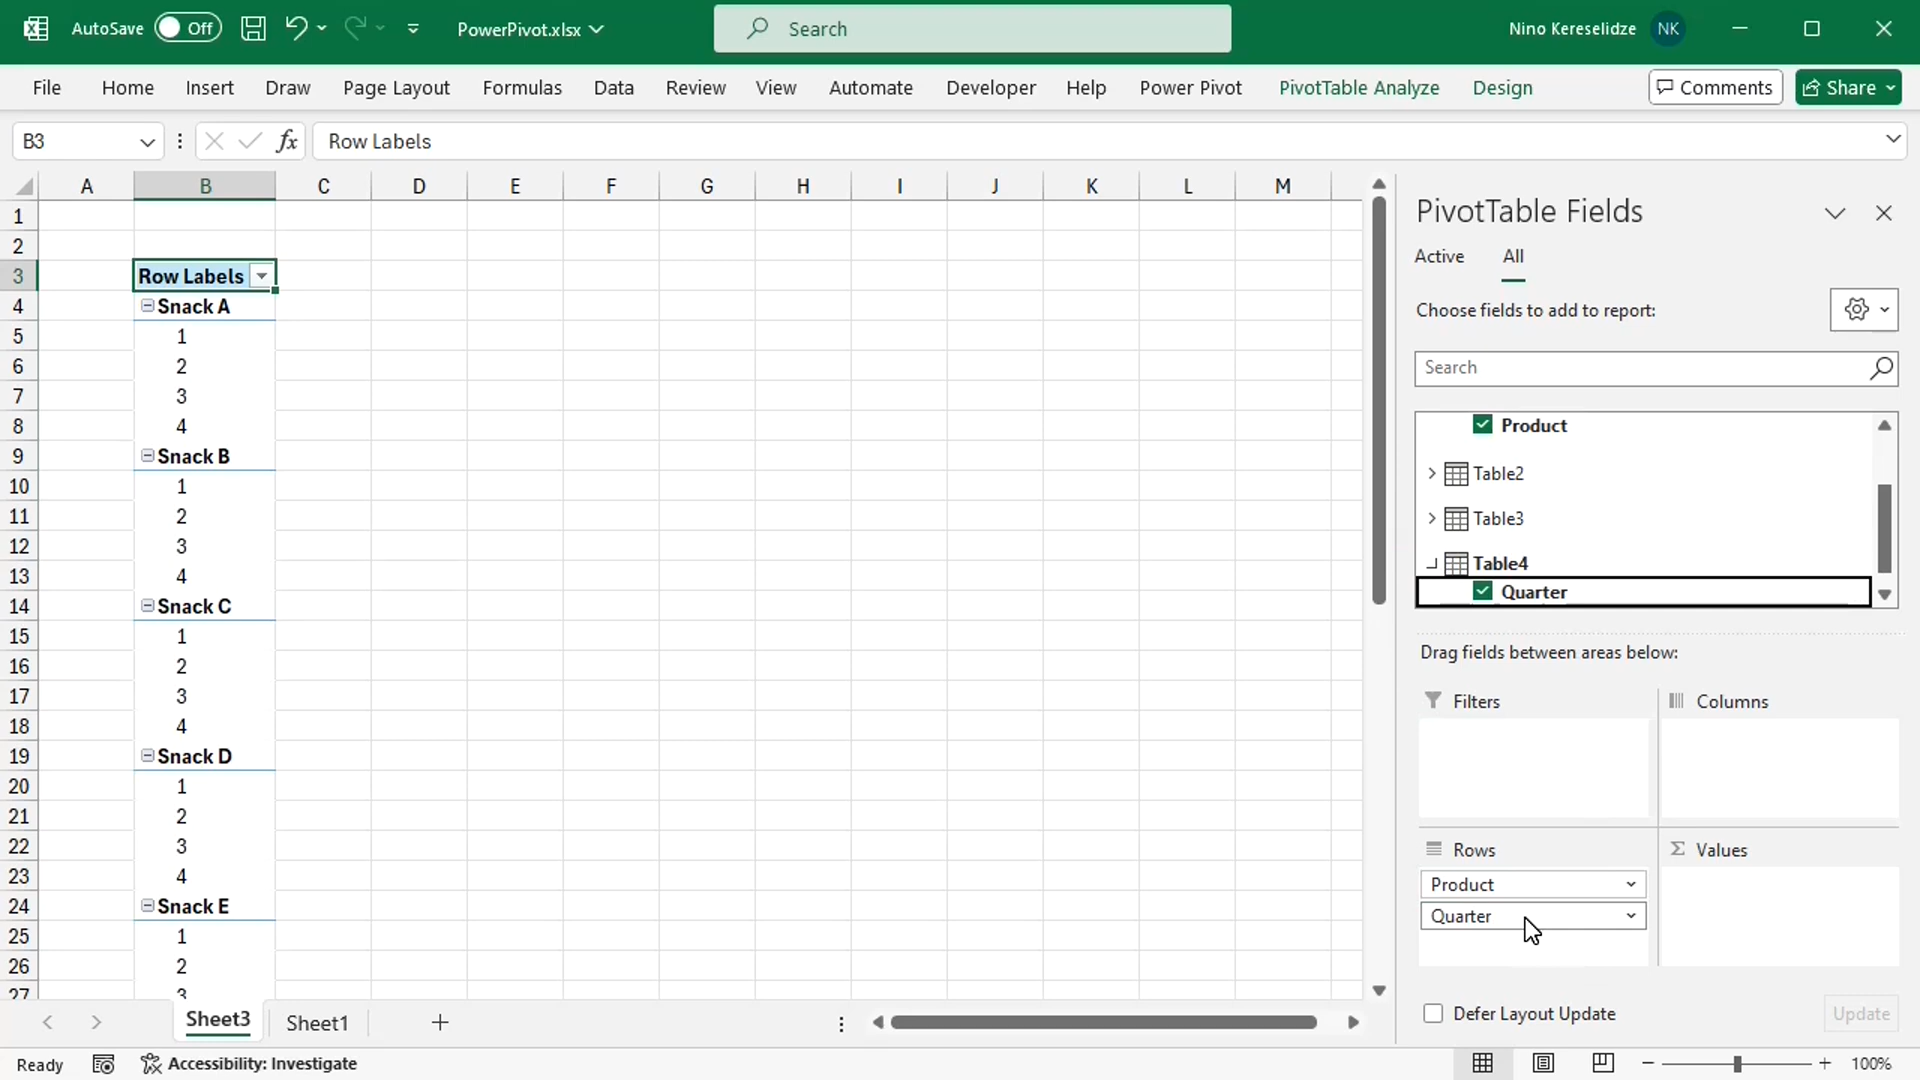 AutoSave Off PowerPivot.xlsx Search Nino Kereselidze NK
File Home Insert Draw Page Layout Formulas Data Review View Automate Developer Help Power Pivot PivotTable Analyze Design Comments Share
B3 fx Row Labels
A B C D E F G H I J K L M
1
2
3 Row Labels
4 Snack A
5 1
6 2
7 3
8 4
9 Snack B
10 1
11 2
12 3
13 4
14 Snack C
15 1
16 2
17 3
18 4
19 Snack D
20 1
21 2
22 3
23 4
24 Snack E
25 1
26 2
27 3
PivotTable Fields
Active All
Choose fields to add to report:
Search
Product
Table2
Table3
Table4
Quarter
Drag fields between areas below:
Filters Columns
Rows Σ Values
Product
Quarter
Defer Layout Update Update
Sheet3 Sheet1
Ready Accessibility: Investigate 100%